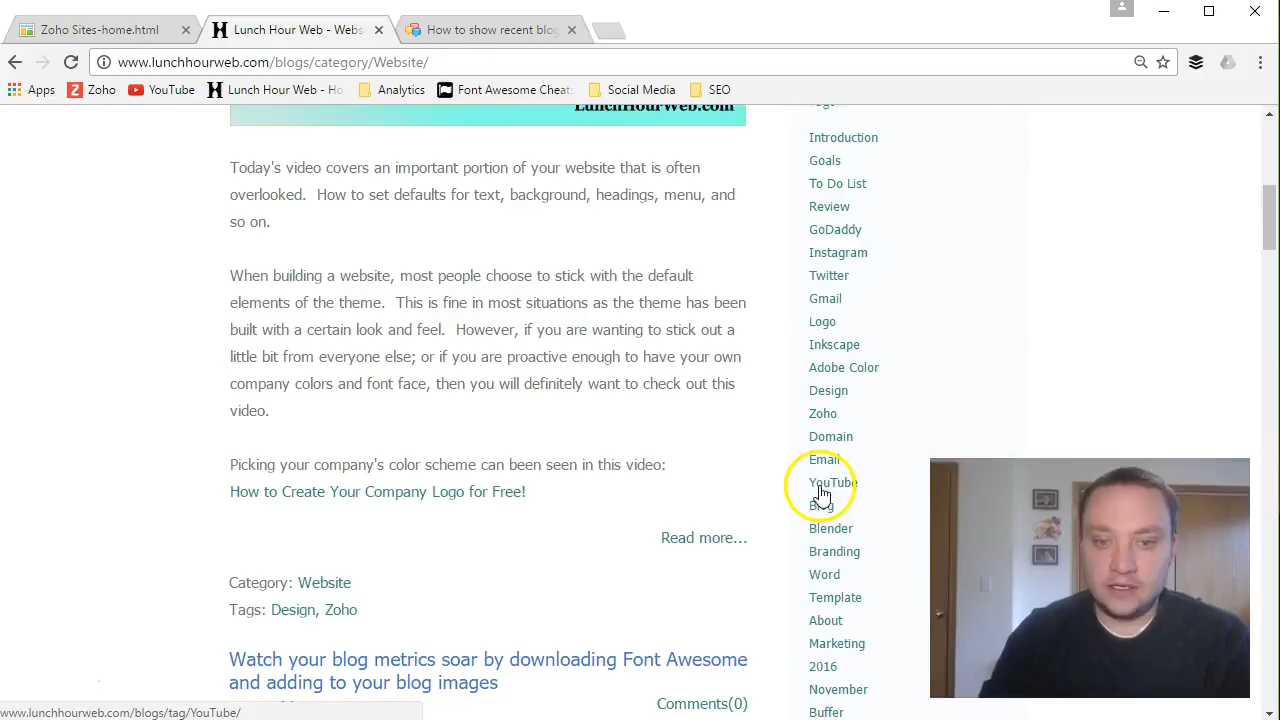 Zoho Sites-home.html
Lunch Hour Web - Webs
How to show recent blo
www.lunchhourweb.com/blogs/category/Website/
Apps
Zoho
YouTube
Lunch Hour Web - Ho
Analytics
Font Awesome Cheat
Social Media
SEO
LunchHourWeb.com
Today's video covers an important portion of your website that is often
overlooked. How to set defaults for text, background, headings, menu, and
so on.
When building a website, most people choose to stick with the default
elements of the theme. This is fine in most situations as the theme has been
built with a certain look and feel. However, if you are wanting to stick out a
little bit from everyone else; or if you are proactive enough to have your own
company colors and font face, then you will definitely want to check out this
video.
Picking your company's color scheme can been seen in this video:
How to Create Your Company Logo for Free!
Read more...
Category: Website
Tags: Design, Zoho
Watch your blog metrics soar by downloading Font Awesome
and adding to your blog images
Comments(0)
Introduction
Goals
To Do List
Review
GoDaddy
Instagram
Twitter
Gmail
Logo
Inkscape
Adobe Color
Design
Zoho
Domain
Email
YouTube
Blog
Blender
Branding
Word
Template
About
Marketing
2016
November
Buffer
www.lunchhourweb.com/blogs/tag/YouTube/